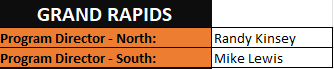 GRAND RAPIDS
Program Director - North: Randy Kinsey
Program Director - South: Mike Lewis